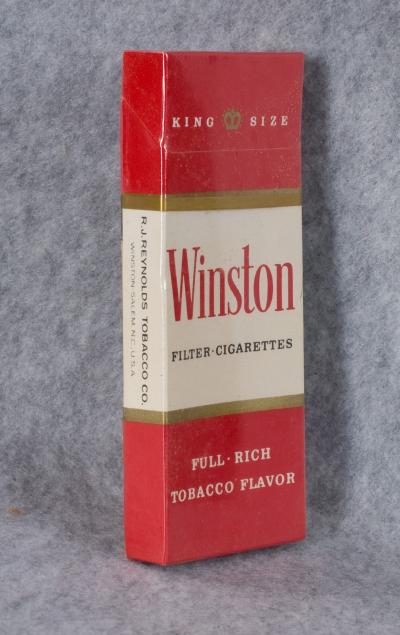 KING SIZE
Winston
FILTER·CIGARETTES
FULL·RICH
TOBACCO FLAVOR
R.J.REYNOLDS TOBACCO CO.
WINSTON-SALEM, N.C. U.S.A.